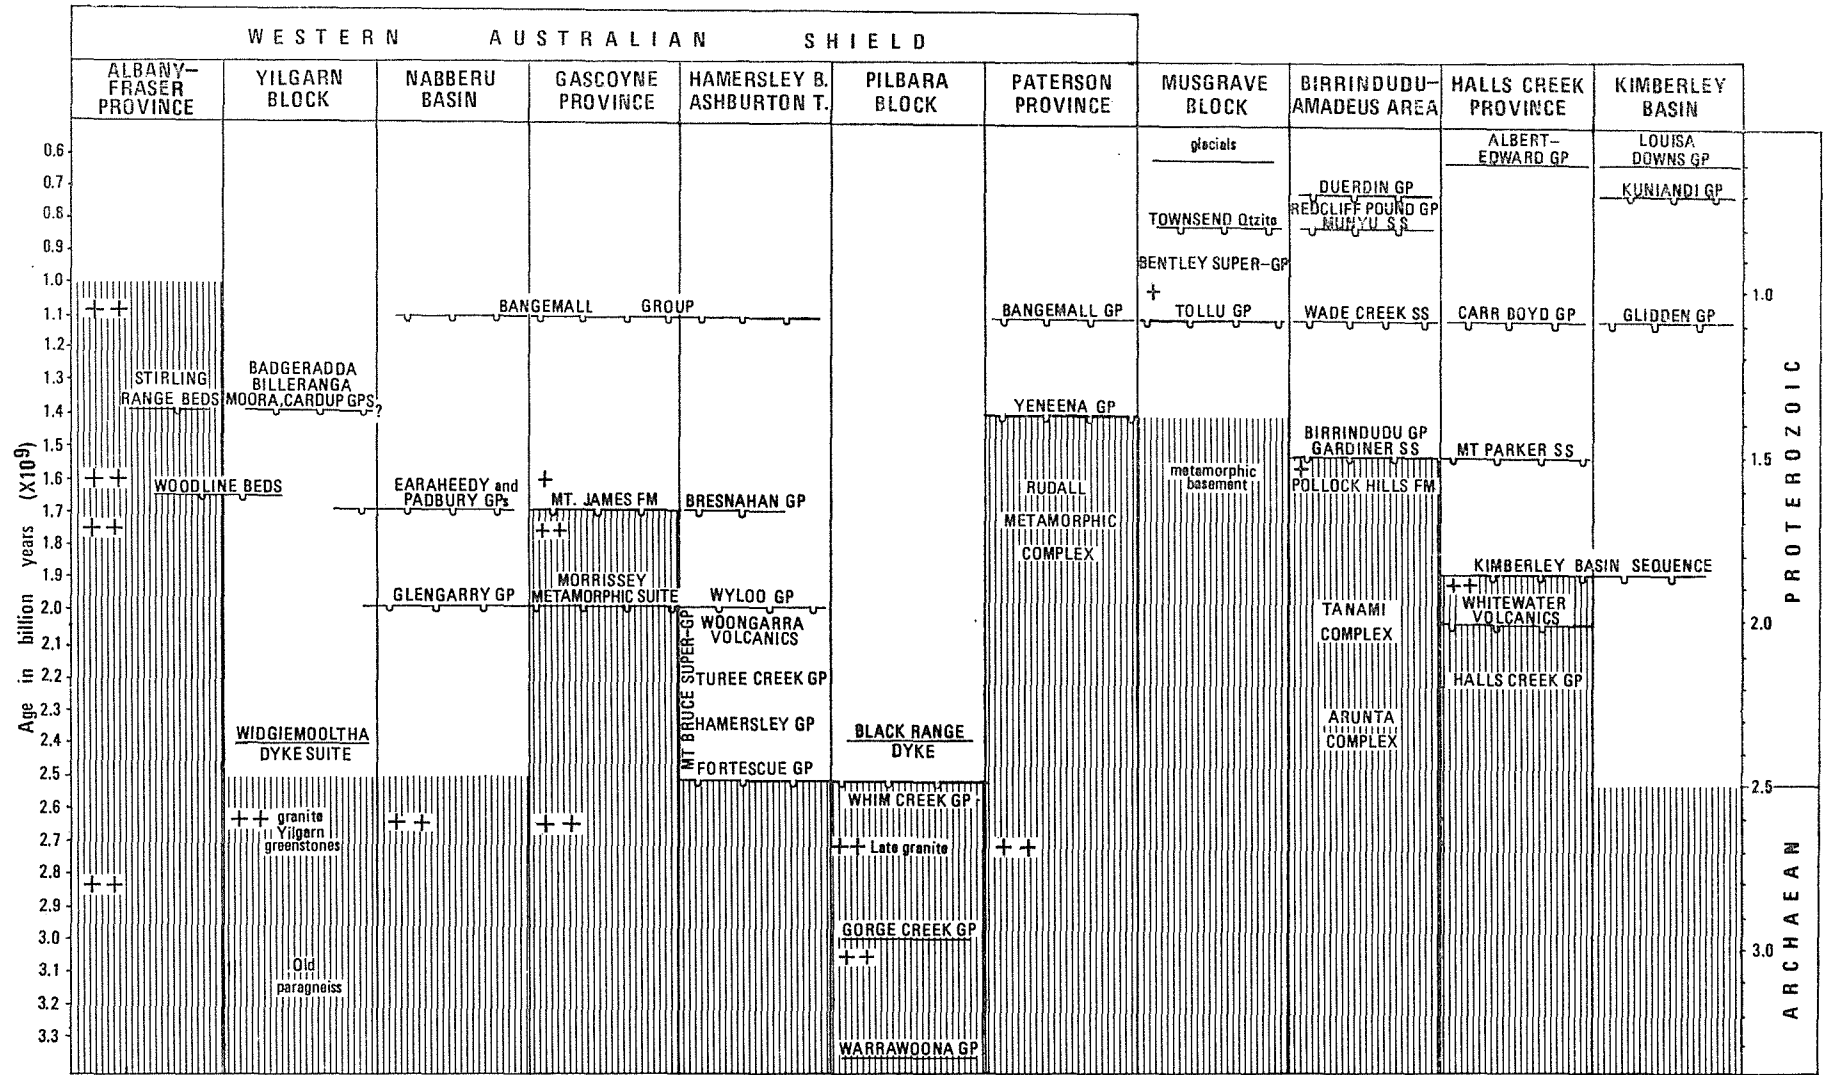 WESTERN AUSTRALIAN SHIELD
ALBANY–
FRASER
PROVINCE
YILGARN
BLOCK
NABBERU
BASIN
GASCOYNE
PROVINCE
HAMERSLEY B.
ASHBURTON T.
PILBARA
BLOCK
PATERSON
PROVINCE
MUSGRAVE
BLOCK
BIRRINDUDU–
AMADEUS AREA
HALLS CREEK
PROVINCE
KIMBERLEY
BASIN
Age in billion years (X10⁹)
0.6
0.7
0.8
0.9
1.0
1.1
1.2
1.3
1.4
1.5
1.6
1.7
1.8
1.9
2.0
2.1
2.2
2.3
2.4
2.5
2.6
2.7
2.8
2.9
3.0
3.1
3.2
3.3
STIRLING
RANGE BEDS
WOODLINE BEDS
BADGERADDA
BILLERANGA
MOORA, CARDUP GPS?
WIDGIEMOOLTHA
DYKE SUITE
granite
Yilgarn
greenstones
Old
paragneiss
BANGEMALL GROUP
EARAHEEDY and
PADBURY GPs
GLENGARRY GP
MT. JAMES FM
MORRISSEY
METAMORPHIC SUITE
BRESNAHAN GP
WYLOO GP
WOONGARRA
VOLCANICS
MT BRUCE SUPER-GP
TUREE CREEK GP
HAMERSLEY GP
FORTESCUE GP
BLACK RANGE
DYKE
WHIM CREEK GP
Late granite
GORGE CREEK GP
WARRAWOONA GP
BANGEMALL GP
YENEENA GP
RUDALL
METAMORPHIC
COMPLEX
glacials
TOWNSEND Qtzite
BENTLEY SUPER-GP
TOLLU GP
metamorphic
basement
DUERDIN GP
REDCLIFF POUND GP
MUNYU SS
WADE CREEK SS
BIRRINDUDU GP
GARDINER SS
POLLOCK HILLS FM
TANAMI
COMPLEX
ARUNTA
COMPLEX
ALBERT–
EDWARD GP
CARR BOYD GP
MT PARKER SS
KIMBERLEY BASIN SEQUENCE
WHITEWATER
VOLCANICS
HALLS CREEK GP
LOUISA
DOWNS GP
KUNIANDI GP
GLIDDEN GP
1.0
1.5
2.0
2.5
3.0
PROTEROZOIC
ARCHAEAN